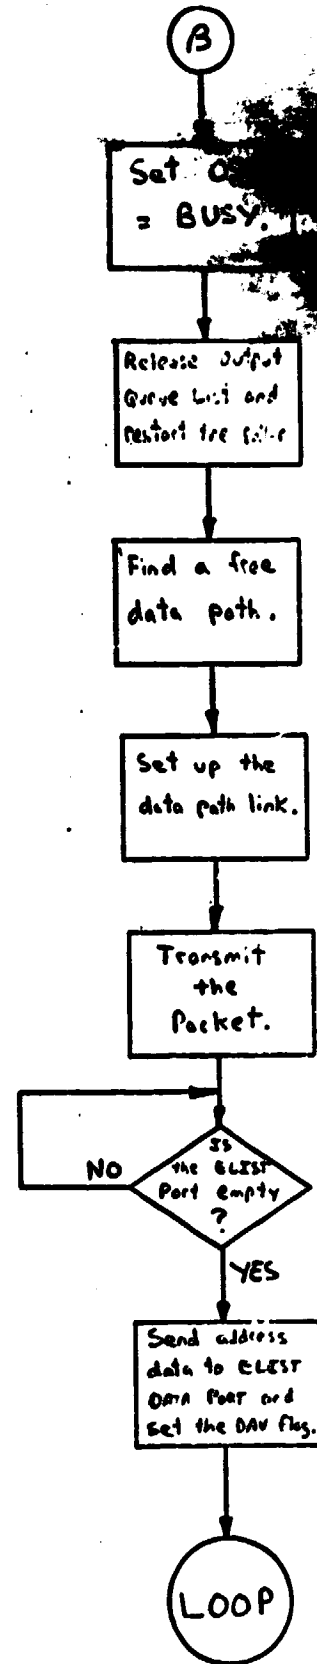 B
Set
= BUSY.
Release Output
Queue List and
restart the
Find a free
data path.
Set up the
data path link.
Transmit
the
Packet.
Is
the ELIST
Port empty
?
NO
YES
Send address
data to ELIST
DATA PORT and
set the DAV flag.
LOOP